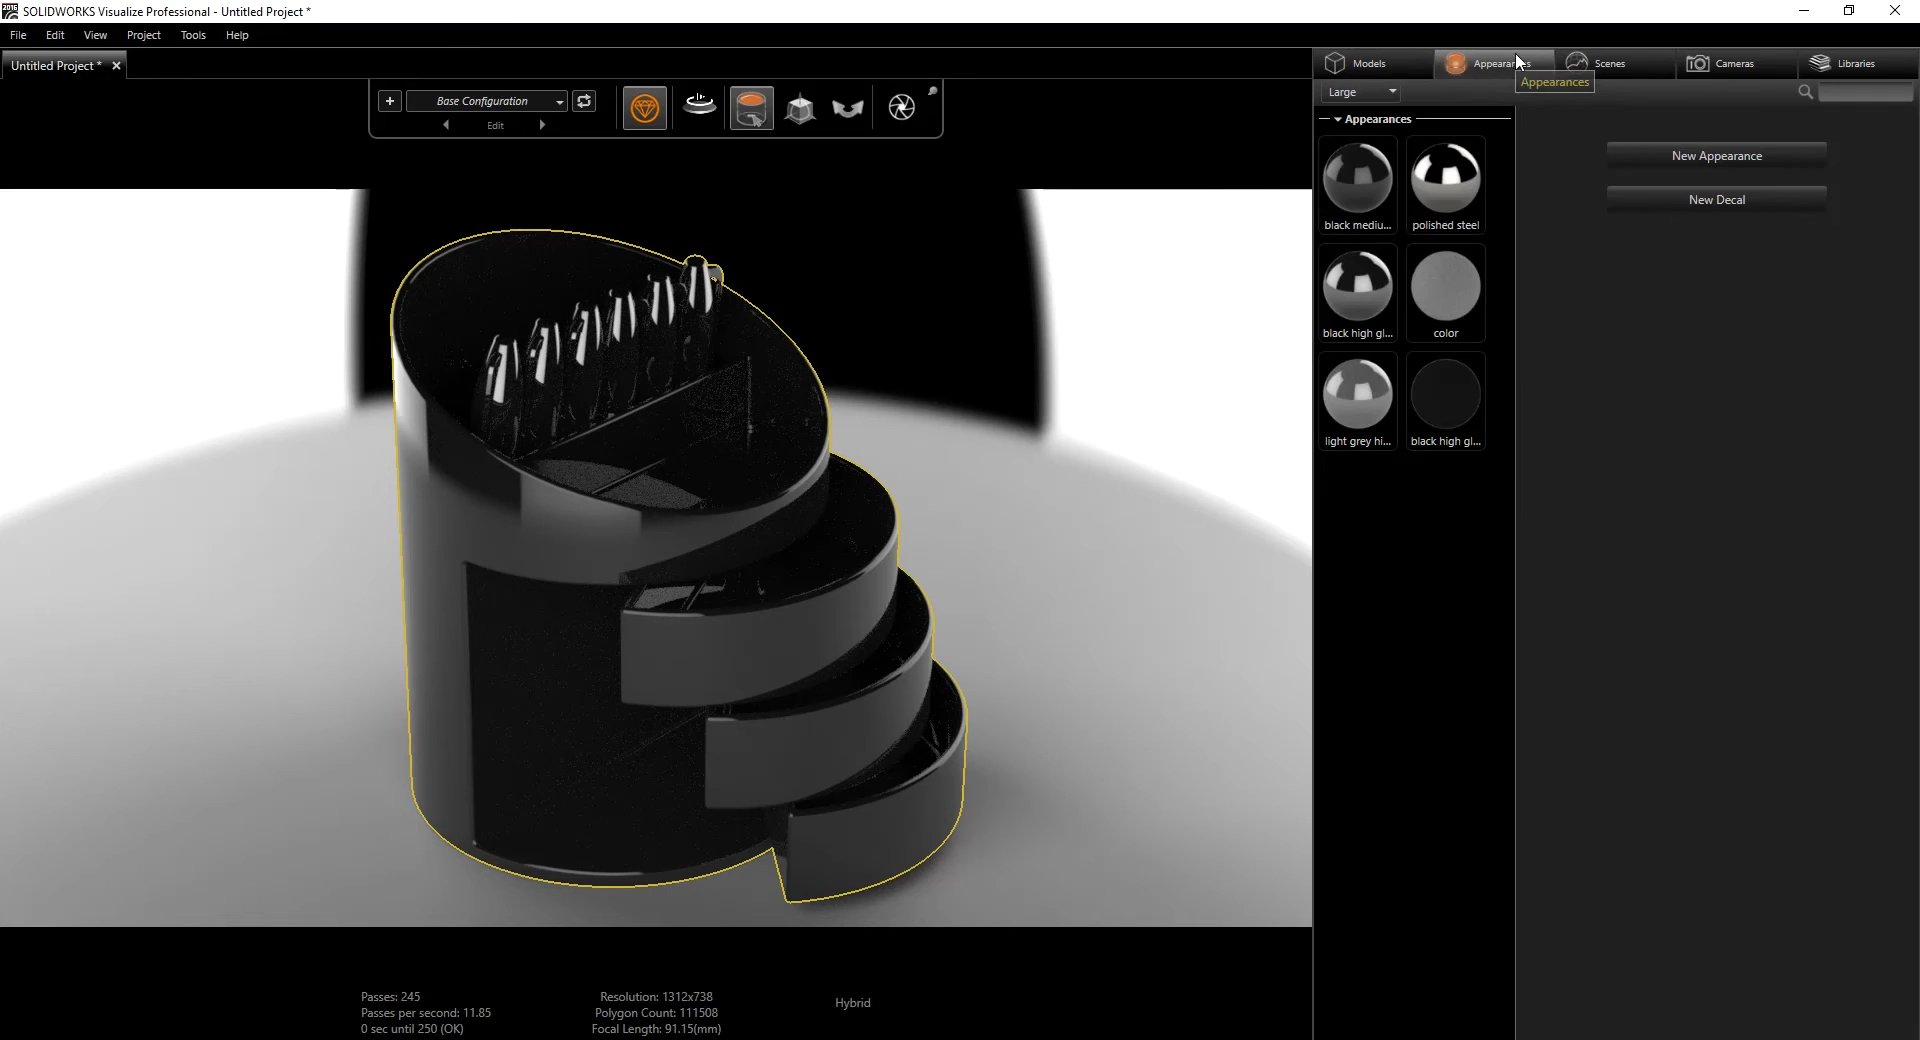 2016
SOLIDWORKS Visualize Professional - Untitled Project *
File Edit View Project Tools Help
Untitled Project *
Models Appearances Scenes Cameras Libraries
Appearances
Large
Base Configuration
Edit
Appearances
black mediu... polished steel
black high gl... color
light grey hi... black high gl...
New Appearance
New Decal
Passes: 245
Passes per second: 11.85
0 sec until 250 (OK)
Resolution: 1312x738
Polygon Count: 111508
Focal Length: 91.15(mm)
Hybrid